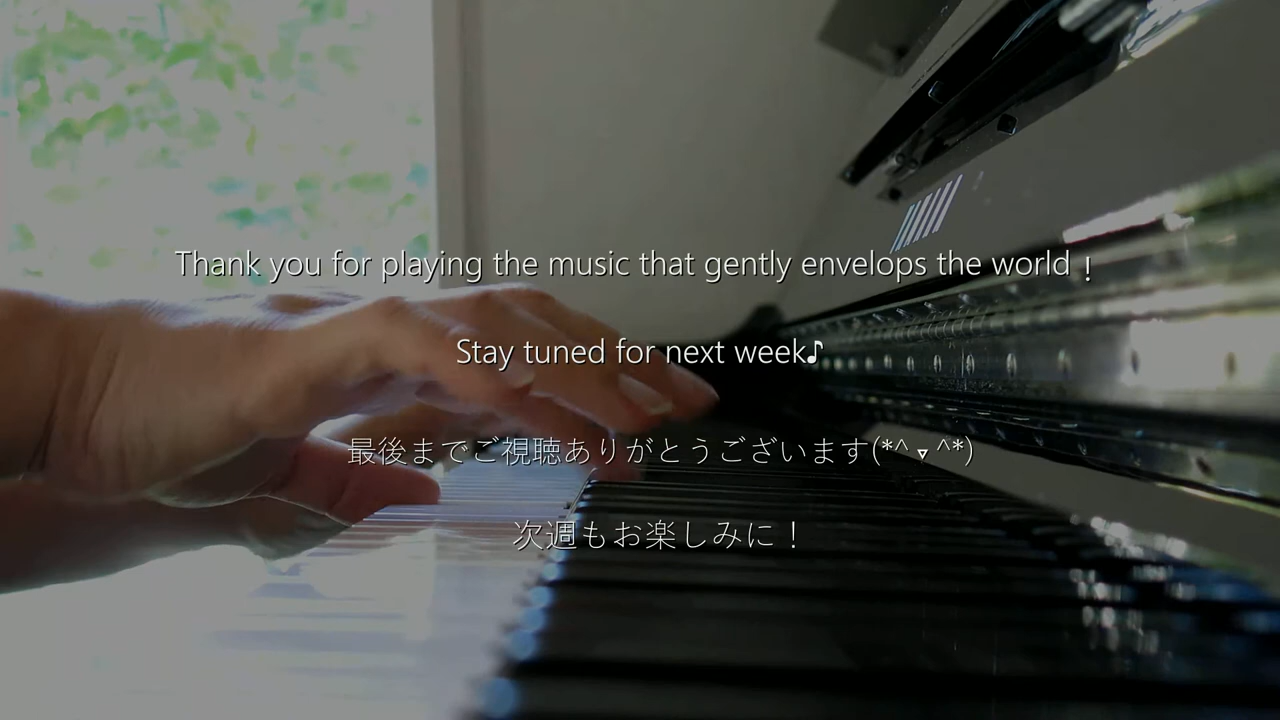 Thank you for playing the music that gently envelops the world！
Stay tuned for next week♪
最後までご視聴ありがとうございます(*^▿^*)
次週もお楽しみに！